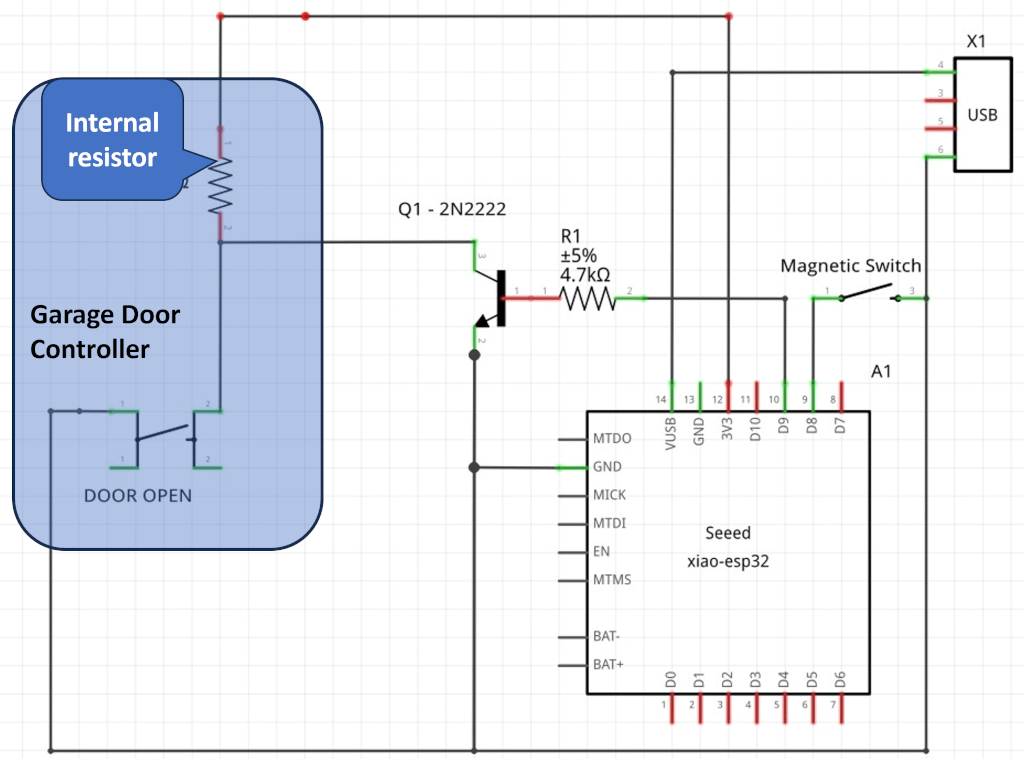 X1
4
3
5
6
USB
Internal
resistor
1
2
2
Q1 - 2N2222
3
1
2
R1
±5%
4.7kΩ
1
2
Magnetic Switch
1
3
Garage Door
Controller
1
2
1
2
DOOR OPEN
A1
14
13
12
11
10
9
8
VUSB
GND
3V3
D10
D9
D8
D7
MTDO
GND
MICK
MTDI
EN
MTMS
BAT-
BAT+
Seeed
xiao-esp32
D0
D1
D2
D3
D4
D5
D6
1
2
3
4
5
6
7